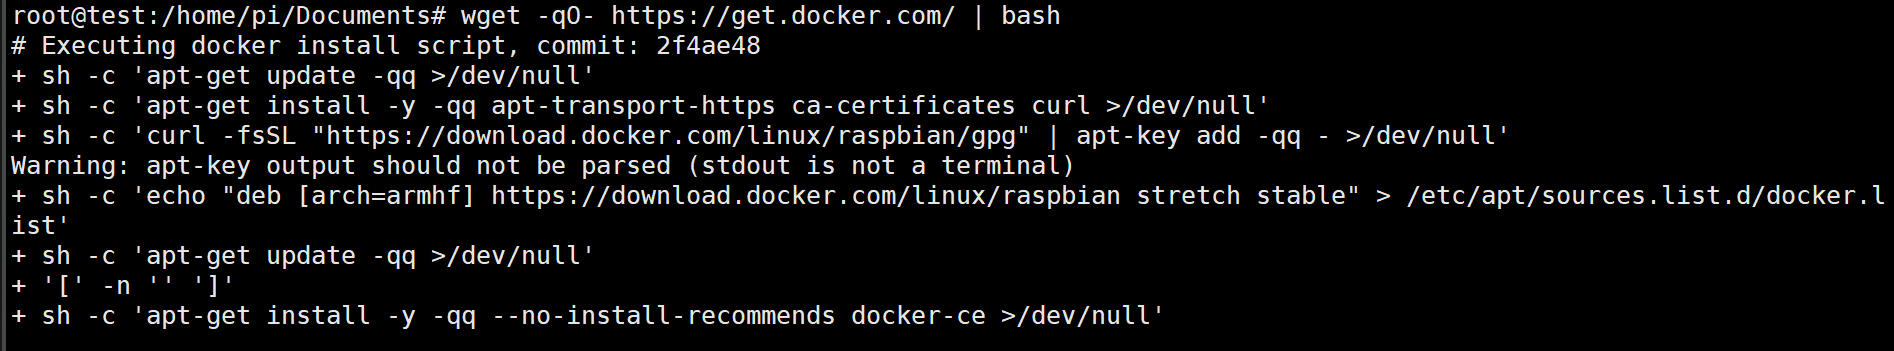 root@test:/home/pi/Documents# wget -qO- https://get.docker.com/ | bash
# Executing docker install script, commit: 2f4ae48
+ sh -c 'apt-get update -qq >/dev/null'
+ sh -c 'apt-get install -y -qq apt-transport-https ca-certificates curl >/dev/null'
+ sh -c 'curl -fsSL "https://download.docker.com/linux/raspbian/gpg" | apt-key add -qq - >/dev/null'
Warning: apt-key output should not be parsed (stdout is not a terminal)
+ sh -c 'echo "deb [arch=armhf] https://download.docker.com/linux/raspbian stretch stable" > /etc/apt/sources.list.d/docker.l
ist'
+ sh -c 'apt-get update -qq >/dev/null'
+ '[' -n '' ']'
+ sh -c 'apt-get install -y -qq --no-install-recommends docker-ce >/dev/null'